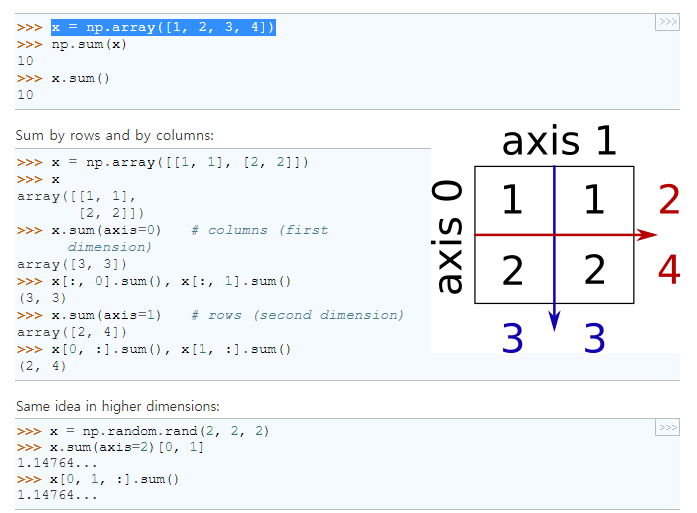 >>> x = np.array([1, 2, 3, 4])
>>>
>>> np.sum(x)
10
>>> x.sum()
10
Sum by rows and by columns:
>>> x = np.array([[1, 1], [2, 2]])
>>> x
array([[1, 1],
       [2, 2]])
>>> x.sum(axis=0)   # columns (first
      dimension)
array([3, 3])
>>> x[:, 0].sum(), x[:, 1].sum()
(3, 3)
>>> x.sum(axis=1)   # rows (second dimension)
array([2, 4])
>>> x[0, :].sum(), x[1, :].sum()
(2, 4)
axis 1
axis 0
1 1 2
2 2 4
3 3
Same idea in higher dimensions:
>>> x = np.random.rand(2, 2, 2)
>>>
>>> x.sum(axis=2)[0, 1]
1.14764...
>>> x[0, 1, :].sum()
1.14764...